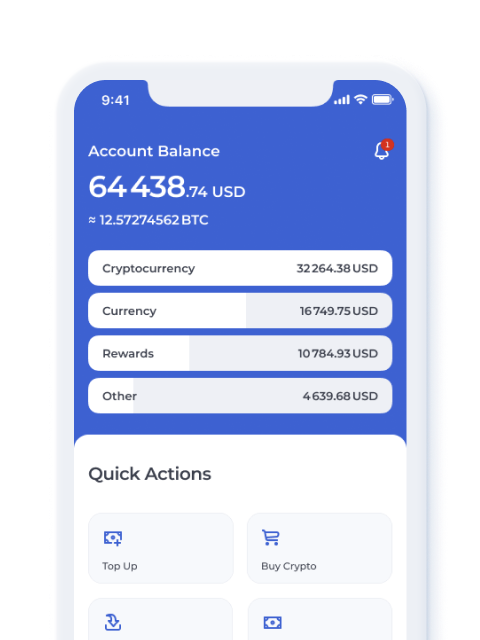 9:41
Account Balance
1
64 438.74 USD
≈ 12.57274562 BTC
Cryptocurrency 32 264.38 USD
Currency 16 749.75 USD
Rewards 10 784.93 USD
Other 4 639.68 USD
Quick Actions
Top Up Buy Crypto